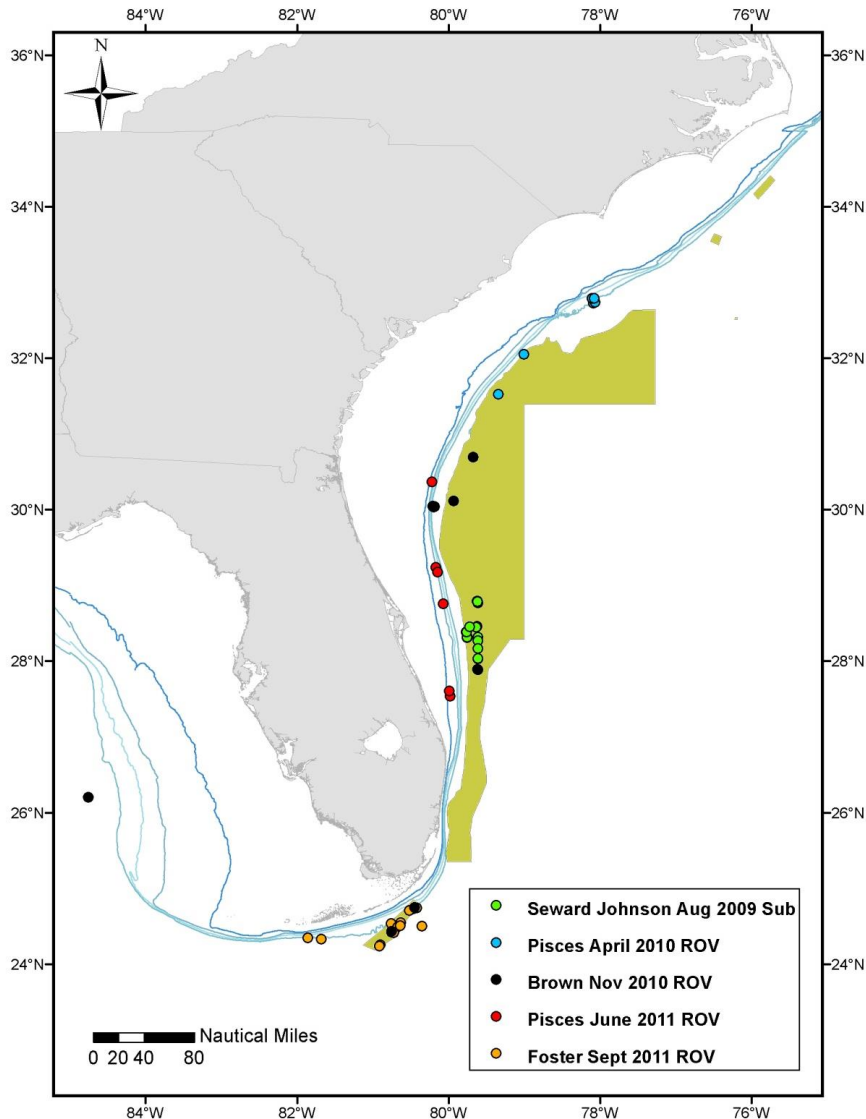 84°W 82°W 80°W 78°W 76°W
36°N 36°N
N
34°N 34°N
32°N 32°N
30°N 30°N
28°N 28°N
26°N 26°N
Seward Johnson Aug 2009 Sub
Pisces April 2010 ROV
24°N 24°N
Brown Nov 2010 ROV
Pisces June 2011 ROV
Nautical Miles
Foster Sept 2011 ROV
0 20 40 80
84°W 82°W 80°W 78°W 76°W